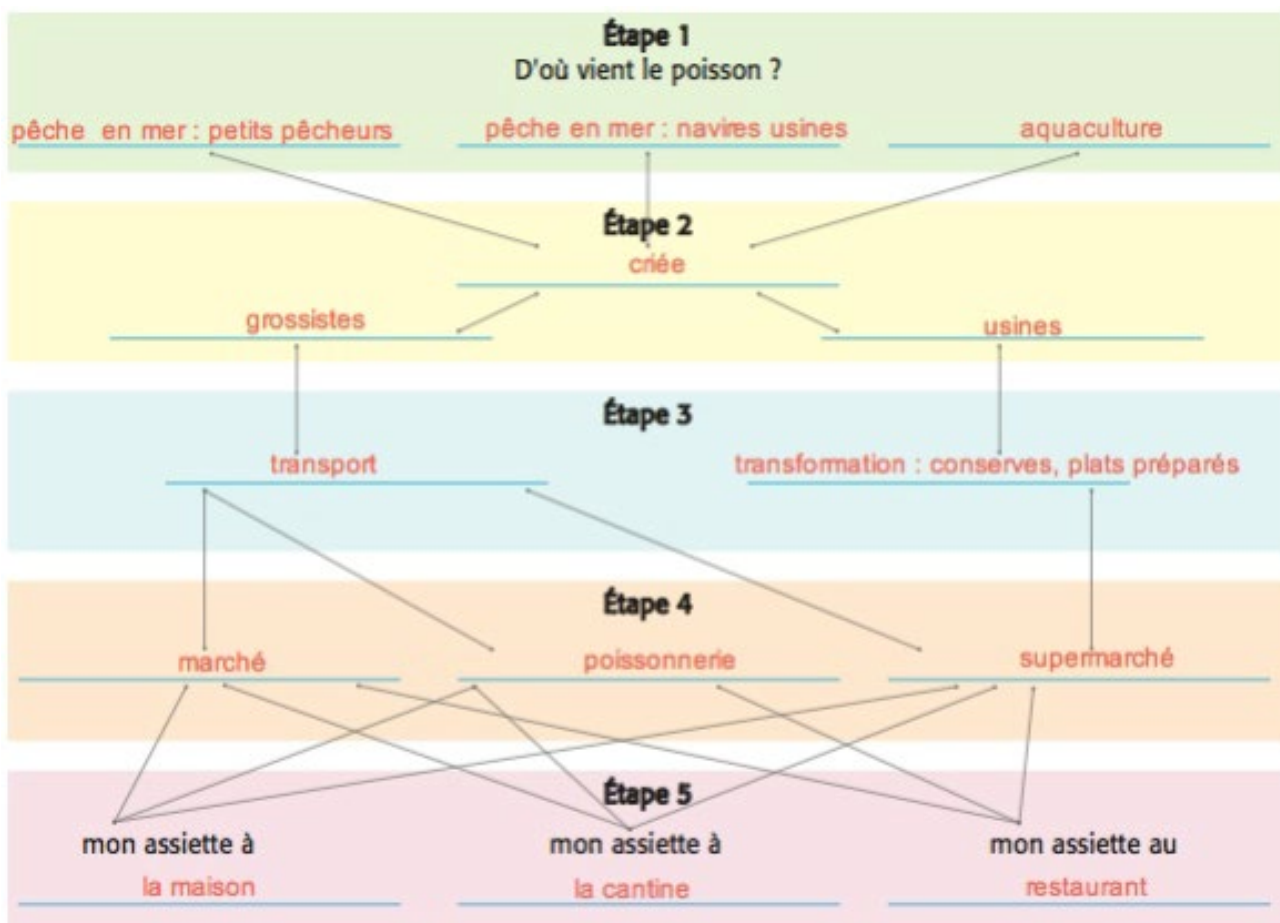 Étape 1
D'où vient le poisson ?
pêche en mer : petits pêcheurs
pêche en mer : navires usines
aquaculture
Étape 2
criée
grossistes
usines
Étape 3
transport
transformation : conserves, plats préparés
Étape 4
marché
poissonnerie
supermarché
Étape 5
mon assiette à
mon assiette à
mon assiette au
la maison
la cantine
restaurant